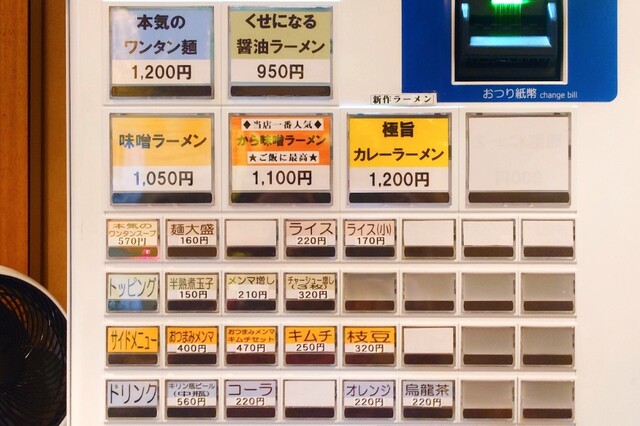 本気の
ワンタン麺
1,200円
くせになる
醤油ラーメン
950円
おつり紙幣 change bill
新作ラーメン
味噌ラーメン
1,050円
◆当店一番人気◆
から味噌ラーメン
★ご飯に最高★
1,100円
極旨
カレーラーメン
1,200円
本気の
ワンタンスープ
570円
麺大盛
160円
ライス
220円
ライス(小)
170円
トッピング
半熟煮玉子
150円
メンマ増し
210円
チャーシュー増し
(3枚)
320円
サイドメニュー
おつまみメンマ
400円
おつまみメンマ
キムチセット
470円
キムチ
250円
枝豆
320円
ドリンク
キリン瓶ビール
(中瓶)
560円
コーラ
220円
オレンジ
220円
烏龍茶
220円